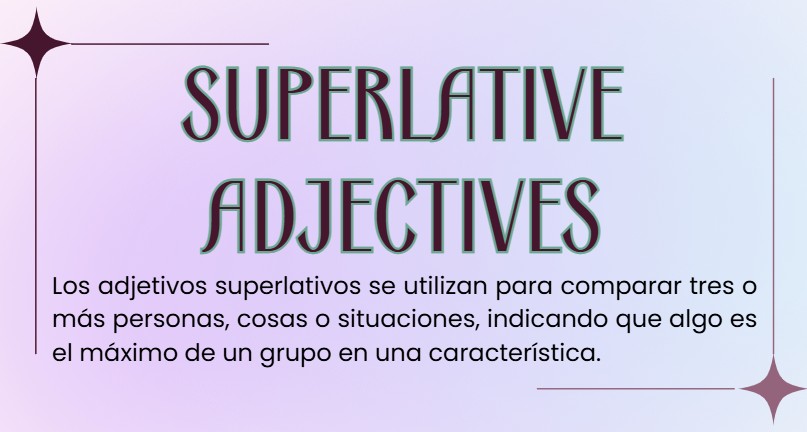 SUPERLATIVE
ADJECTIVES
Los adjetivos superlativos se utilizan para comparar tres o
más personas, cosas o situaciones, indicando que algo es
el máximo de un grupo en una característica.